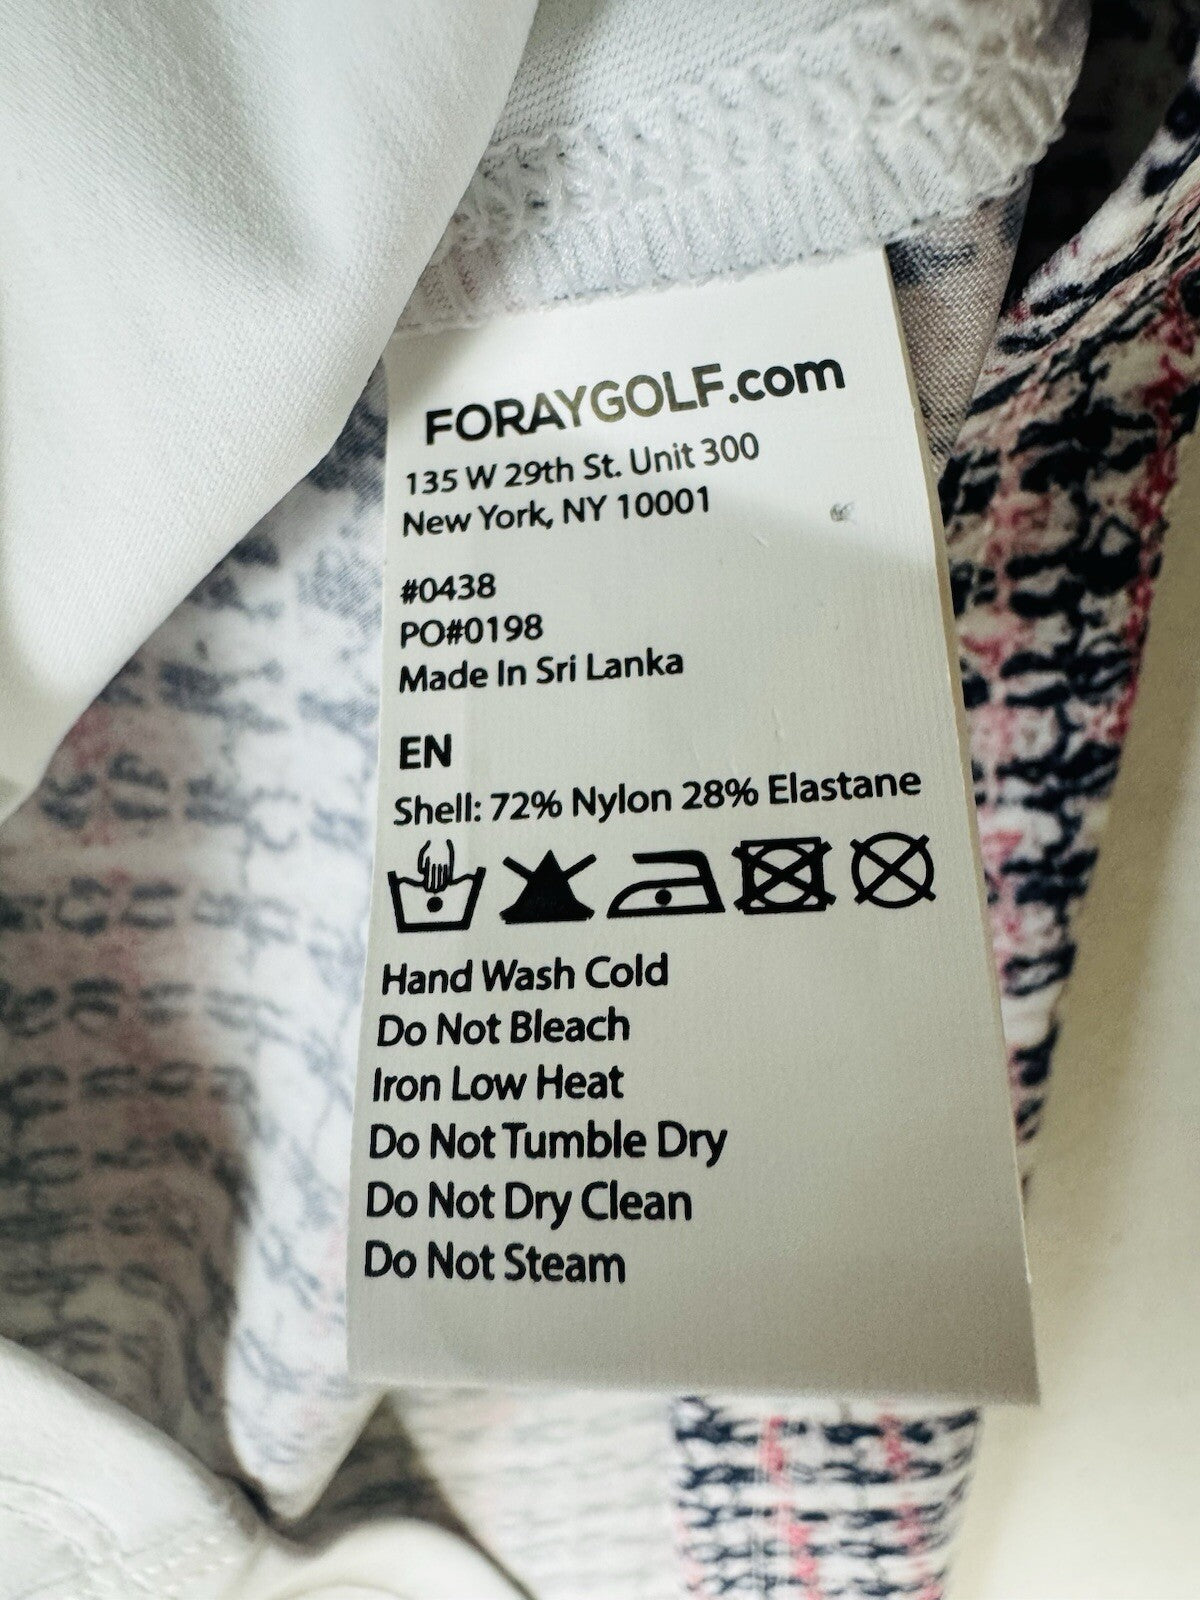 FORAYGOLF.com
135 W 29th St. Unit 300
New York, NY 10001
#0438
PO#0198
Made In Sri Lanka
EN
Shell: 72% Nylon 28% Elastane
Hand Wash Cold
Do Not Bleach
Iron Low Heat
Do Not Tumble Dry
Do Not Dry Clean
Do Not Steam